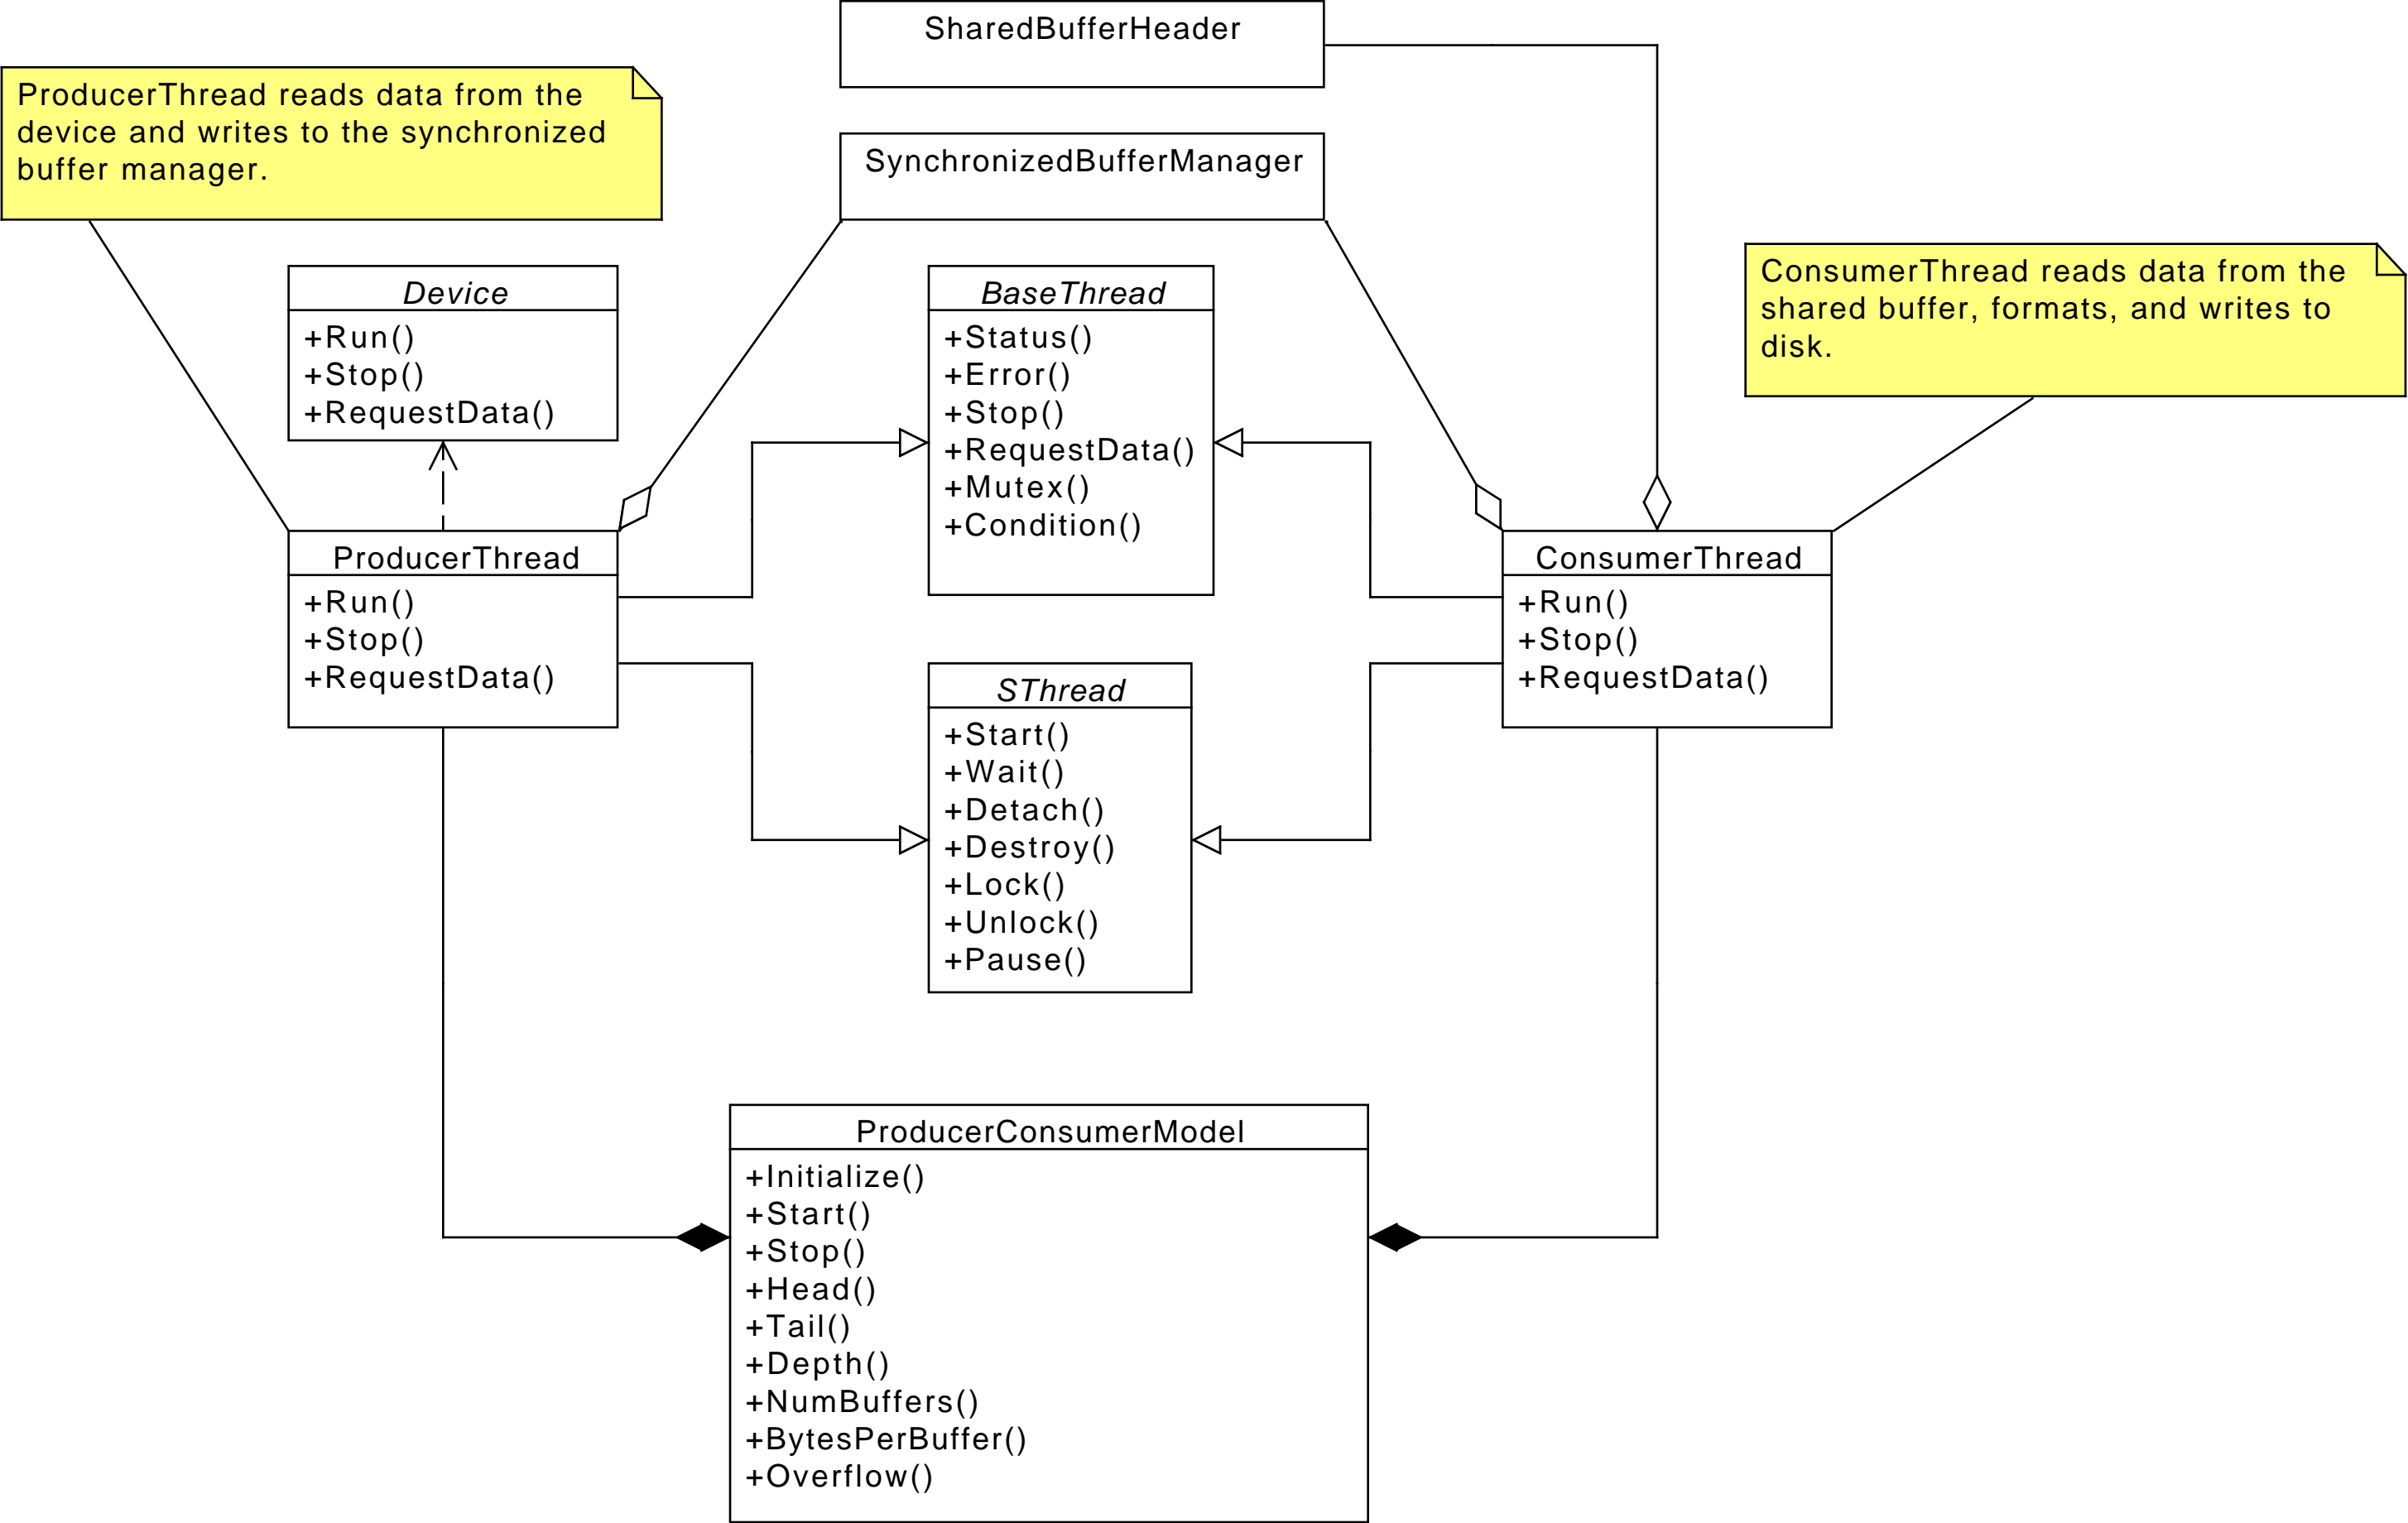 SharedBufferHeader
ProducerThread reads data from the
device and writes to the synchronized
buffer manager.
SynchronizedBufferManager
ConsumerThread reads data from the
shared buffer, formats, and writes to
disk.
Device
+Run()
+Stop()
+RequestData()
BaseThread
+Status()
+Error()
+Stop()
+RequestData()
+Mutex()
+Condition()
ProducerThread
+Run()
+Stop()
+RequestData()
ConsumerThread
+Run()
+Stop()
+RequestData()
SThread
+Start()
+Wait()
+Detach()
+Destroy()
+Lock()
+Unlock()
+Pause()
ProducerConsumerModel
+Initialize()
+Start()
+Stop()
+Head()
+Tail()
+Depth()
+NumBuffers()
+BytesPerBuffer()
+Overflow()